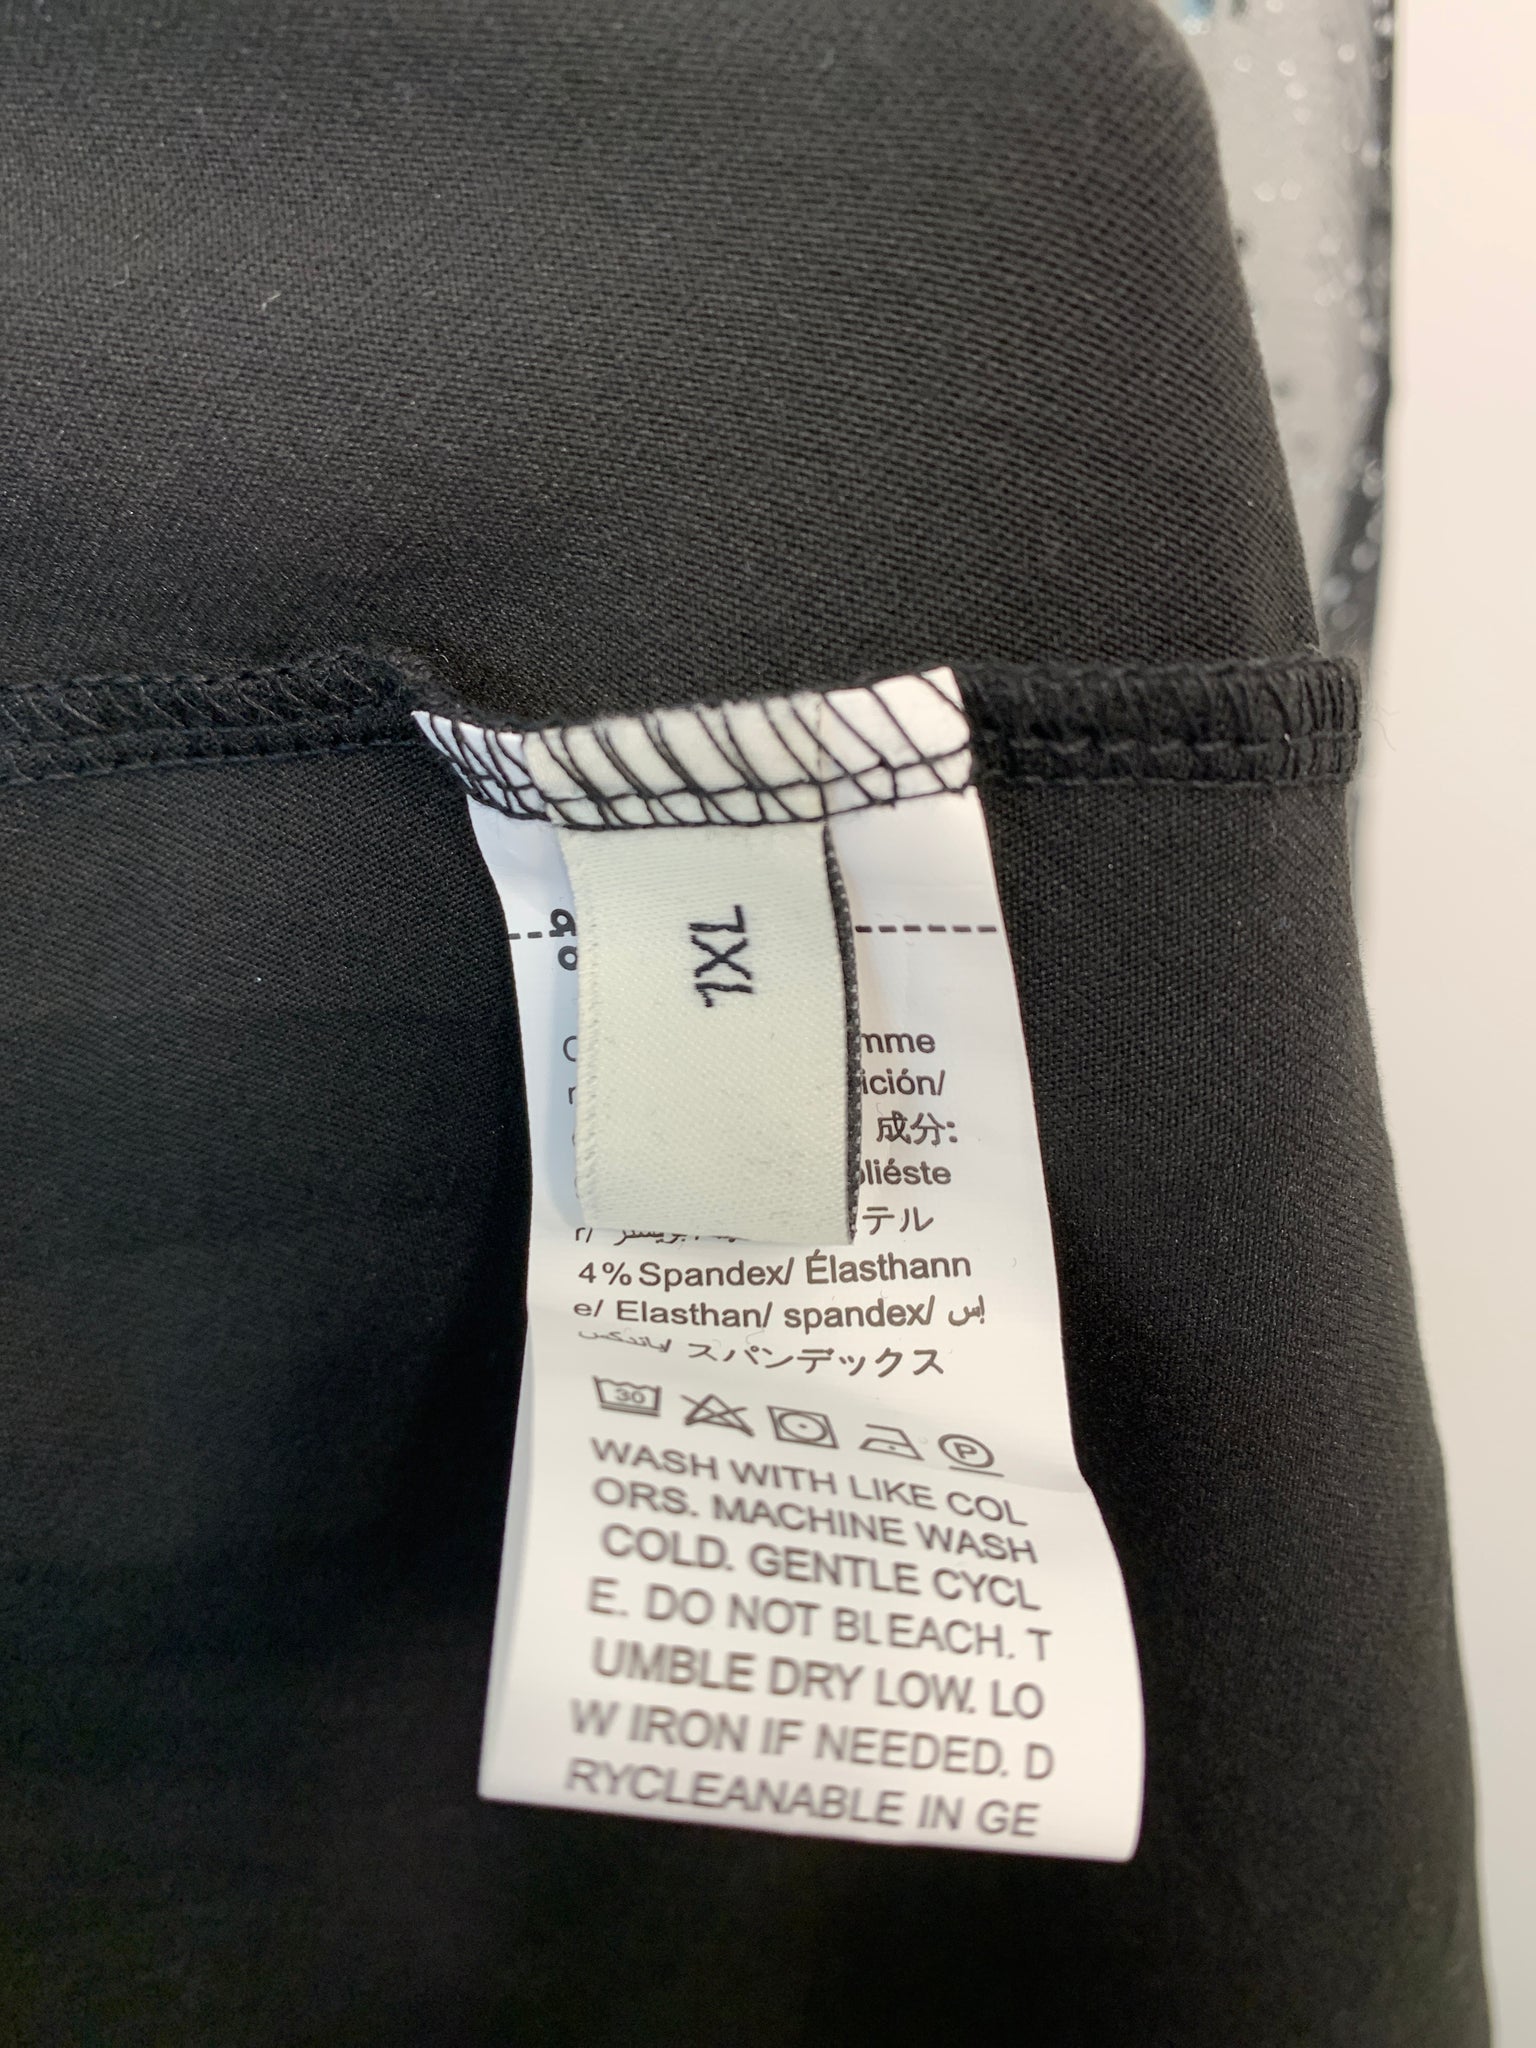 1XL
mme
ición/
成分:
liéste
テル
4% Spandex/ Élasthann
e/ Elasthan/ spandex/ إس
باندكس/ スパンデックス
30
P
WASH WITH LIKE COL
ORS. MACHINE WASH
COLD. GENTLE CYCL
E. DO NOT BLEACH. T
UMBLE DRY LOW. LO
W IRON IF NEEDED. D
RYCLEANABLE IN GE